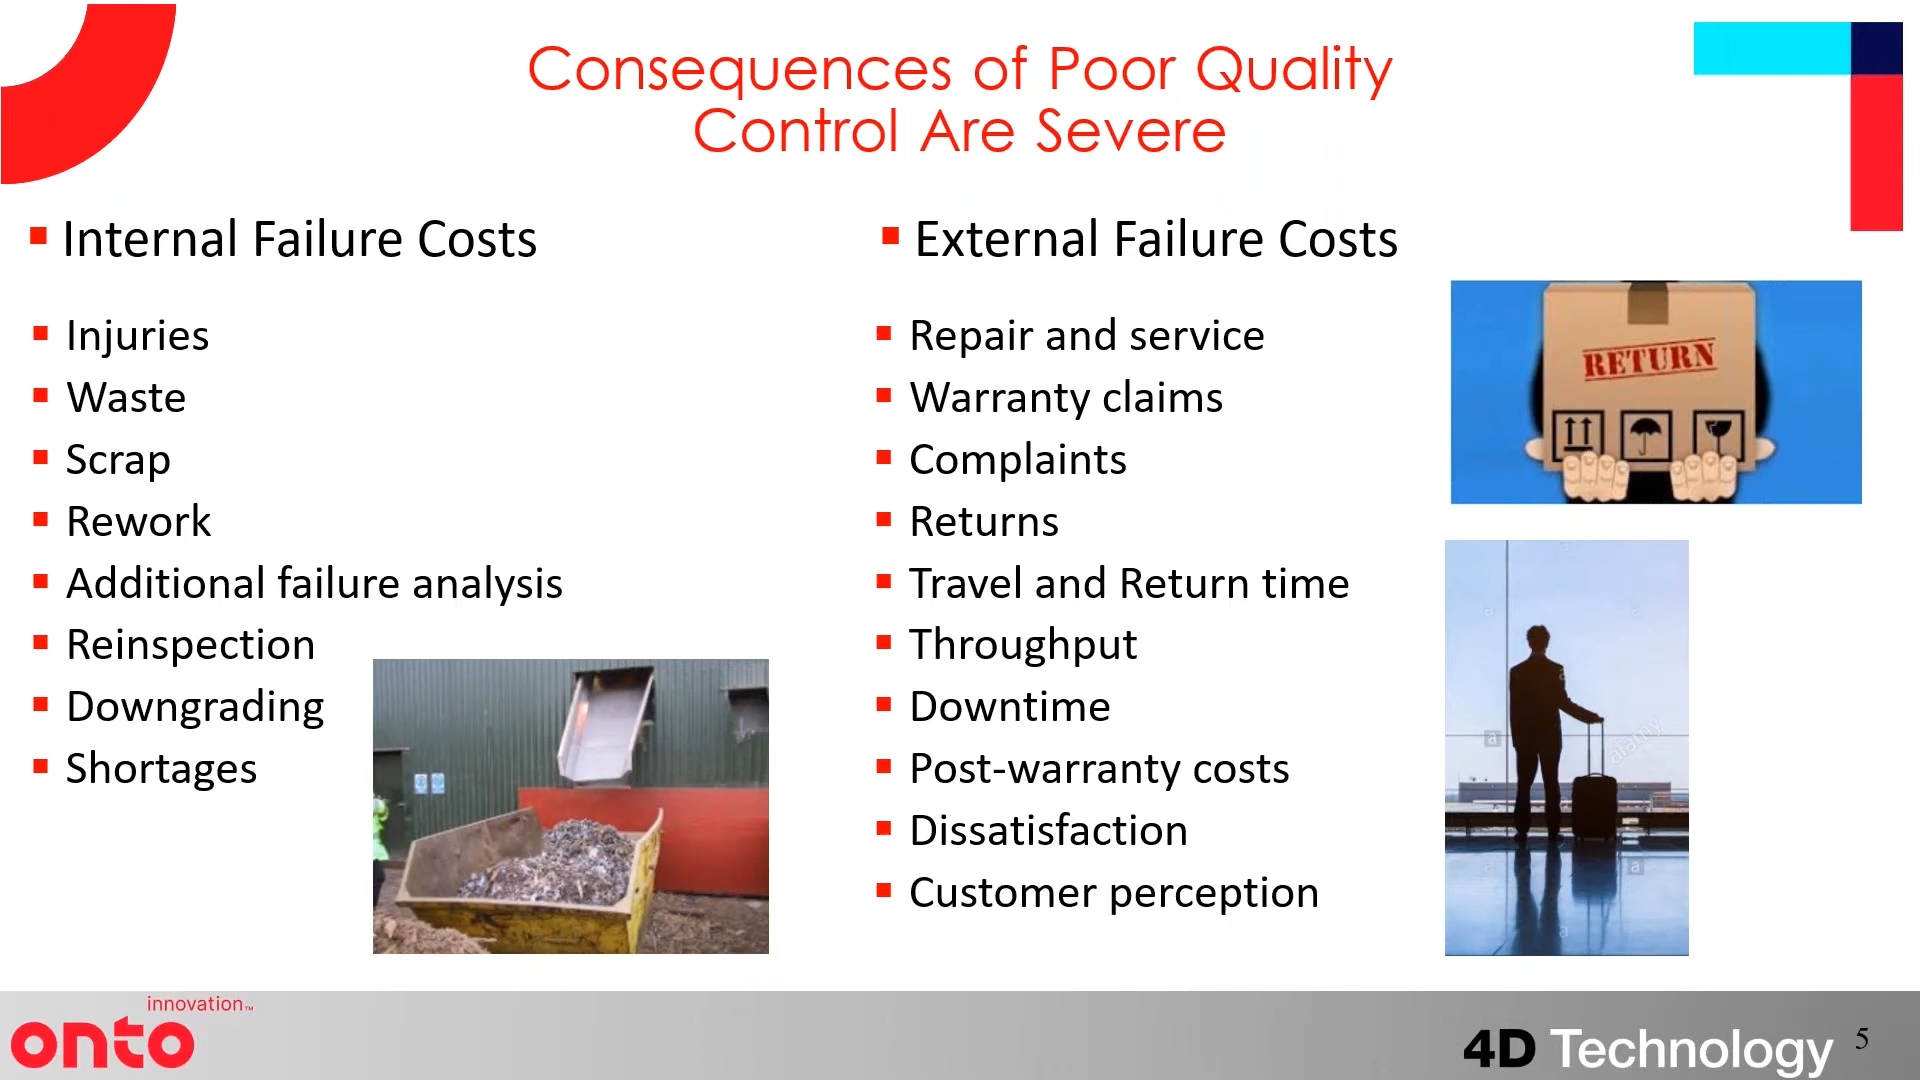 Consequences of Poor Quality
Control Are Severe
Internal Failure Costs
Injuries
Waste
Scrap
Rework
Additional failure analysis
Reinspection
Downgrading
Shortages
External Failure Costs
Repair and service
Warranty claims
Complaints
Returns
Travel and Return time
Throughput
Downtime
Post-warranty costs
Dissatisfaction
Customer perception
RETURN
alamy
a
a
a
a
a
innovation™
onto
4D Technology
5